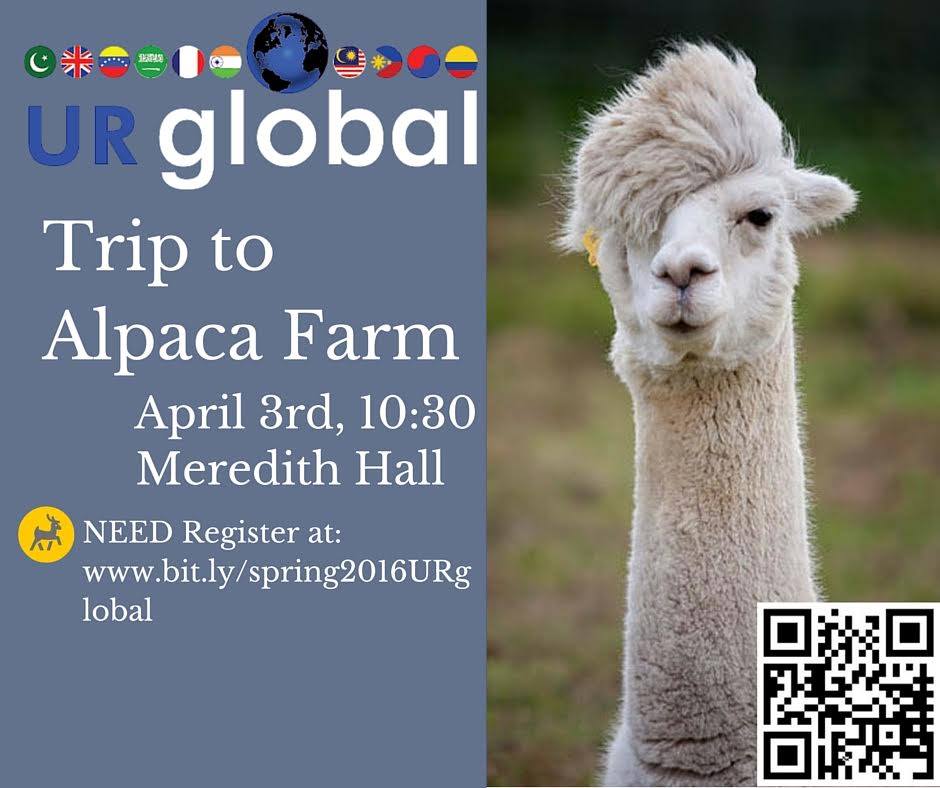 UR global
Trip to
Alpaca Farm
April 3rd, 10:30
Meredith Hall
NEED Register at:
www.bit.ly/spring2016URg
lobal